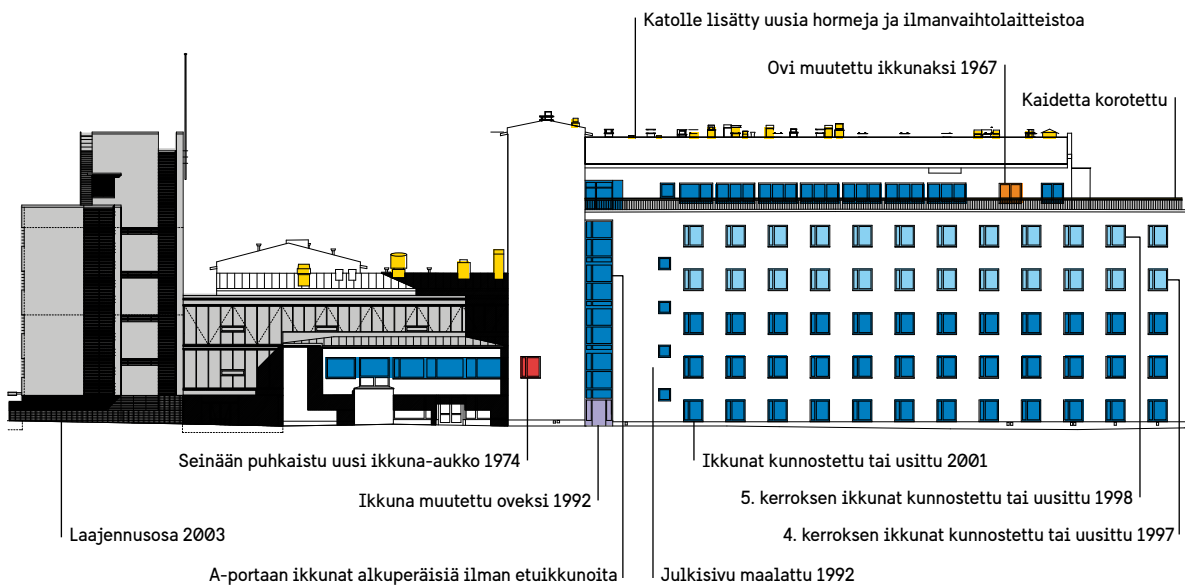 Katolle lisätty uusia hormeja ja ilmanvaihtolaitteistoa
Ovi muutettu ikkunaksi 1967
Kaidetta korotettu
Seinään puhkaistu uusi ikkuna-aukko 1974
Ikkunat kunnostettu tai usittu 2001
Ikkuna muutettu oveksi 1992
5. kerroksen ikkunat kunnostettu tai uusittu 1998
Laajennusosa 2003
4. kerroksen ikkunat kunnostettu tai uusittu 1997
A-portaan ikkunat alkuperäisiä ilman etuikkunoita
Julkisivu maalattu 1992